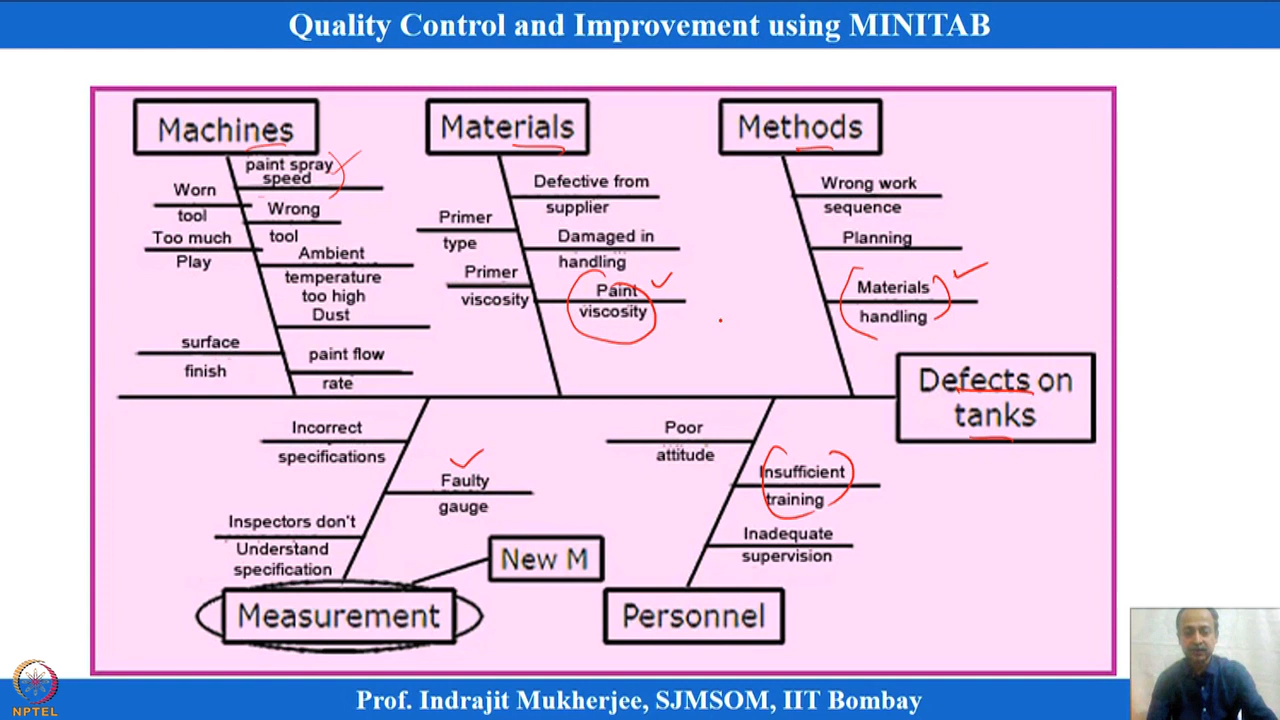 Quality Control and Improvement using MINITAB
Machines
paint spray
speed
Worn
tool
Wrong
tool
Too much
Play
Ambient
temperature
too high
Dust
surface
finish
paint flow
rate
Materials
Defective from
supplier
Primer
type
Damaged in
handling
Primer
viscosity
Paint
viscosity
Methods
Wrong work
sequence
Planning
Materials
handling
Defects on
tanks
Incorrect
specifications
Faulty
gauge
Inspectors don't
Understand
specification
New M
Measurement
Poor
attitude
Insufficient
training
Inadequate
supervision
Personnel
NPTEL
Prof. Indrajit Mukherjee, SJMSOM, IIT Bombay